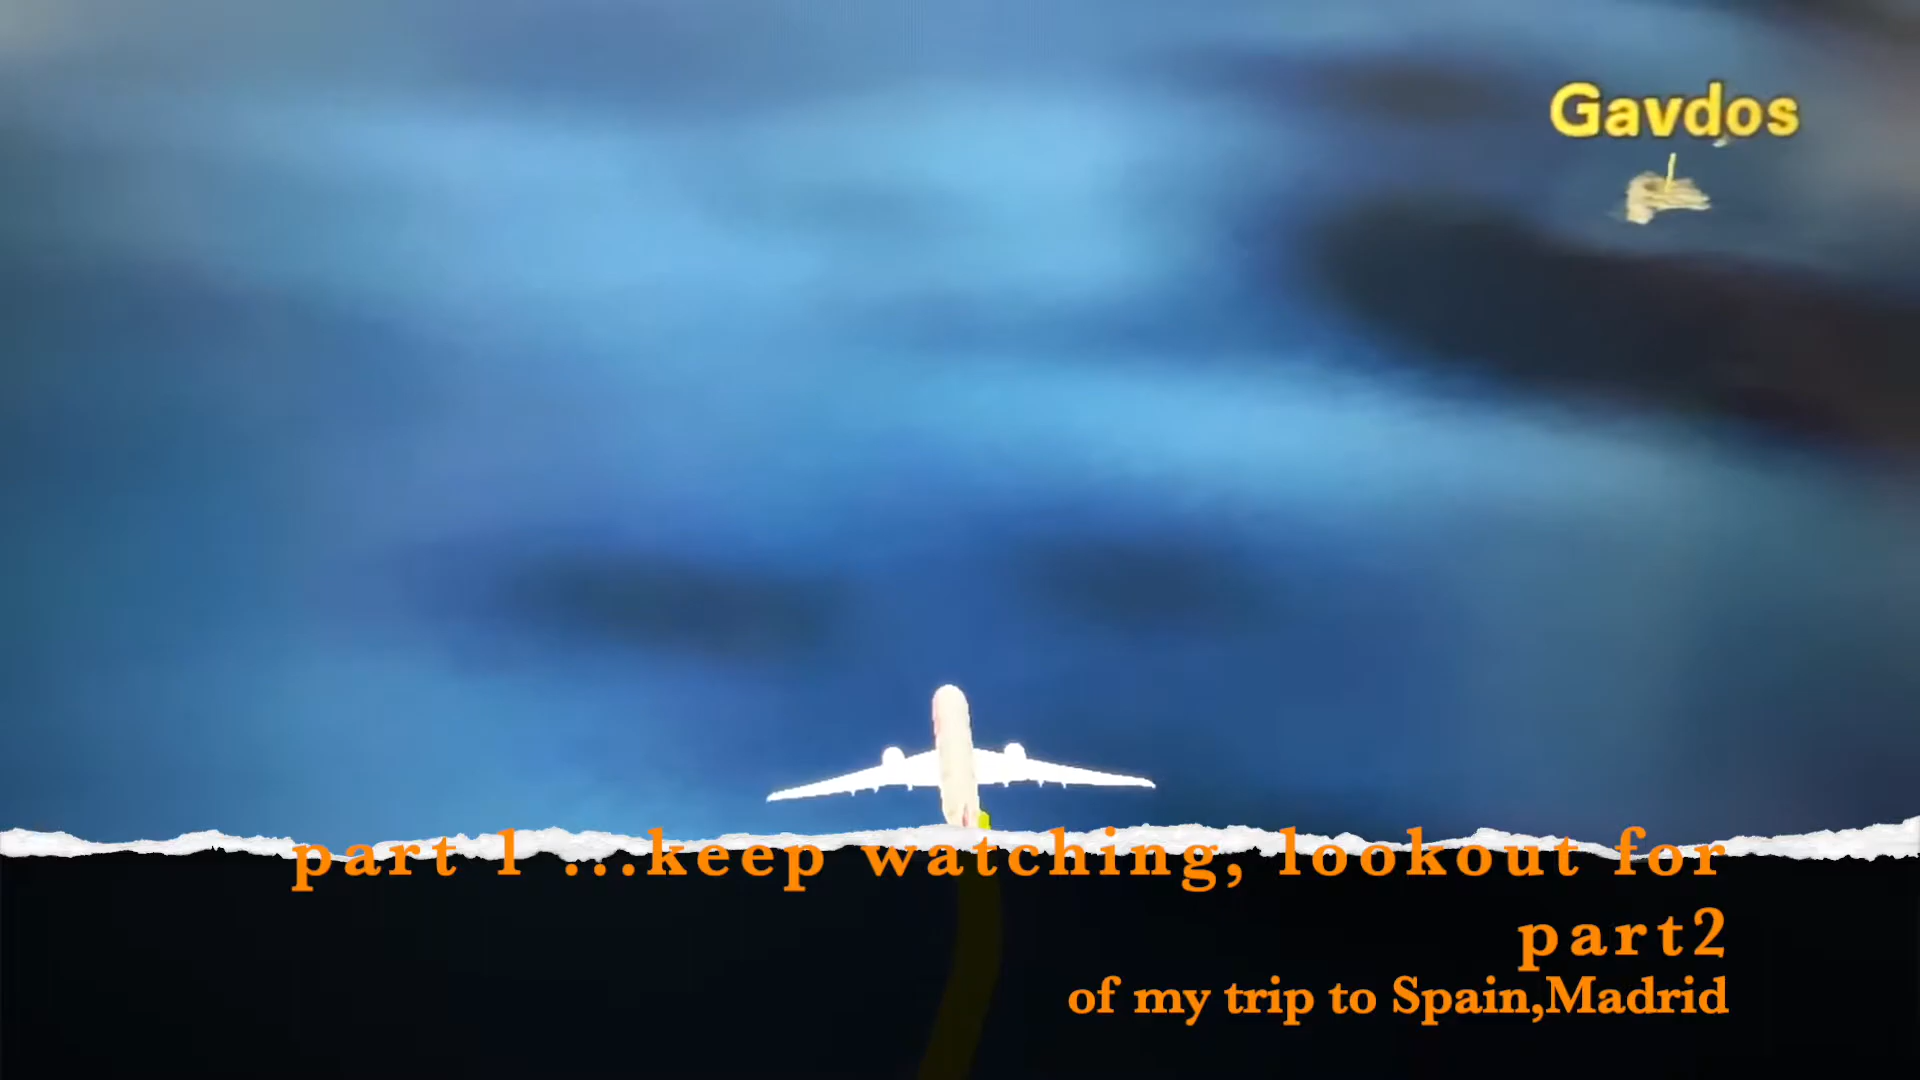 Gavdos
part 1 ...keep watching, lookout for
part2
of my trip to Spain,Madrid